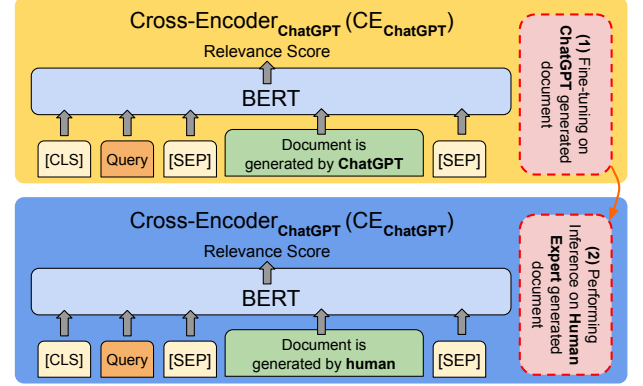 Cross-Encoder ChatGPT (CE ChatGPT)
Relevance Score
BERT
[CLS] Query [SEP] Document is generated by ChatGPT [SEP]
(1) Fine-tuning on
ChatGPT generated
document
Cross-Encoder ChatGPT (CE ChatGPT)
Relevance Score
BERT
[CLS] Query [SEP] Document is generated by human [SEP]
(2) Performing
Inference on Human
Expert generated
document